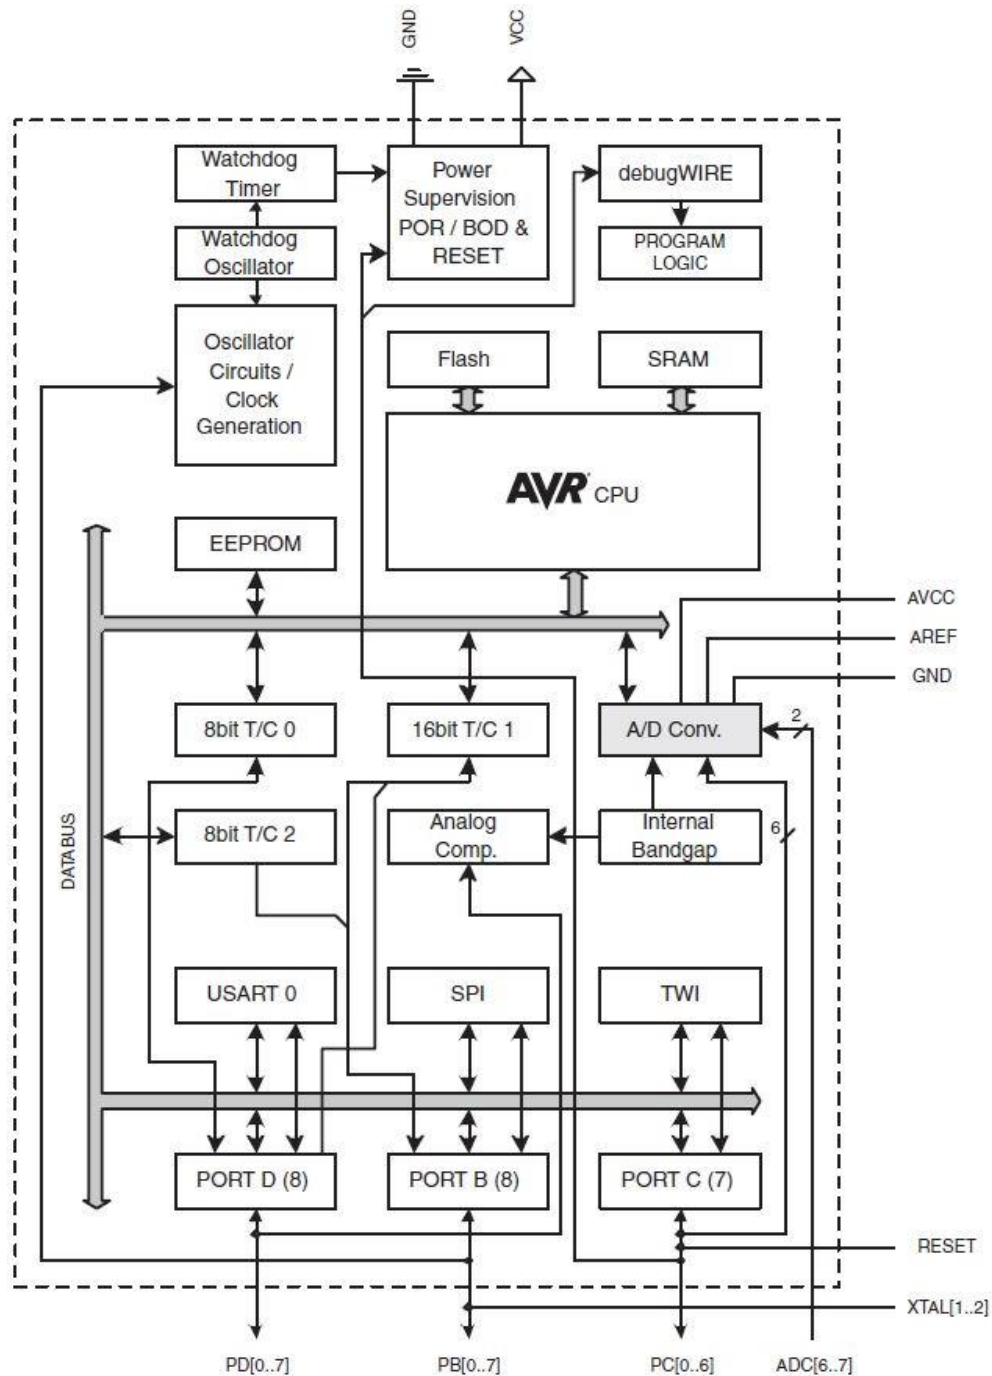 GND
VCC
Watchdog
Timer
Power
Supervision
POR / BOD &
RESET
debugWIRE
Watchdog
Oscillator
PROGRAM
LOGIC
Oscillator
Circuits /
Clock
Generation
Flash
SRAM
AVR CPU
EEPROM
AVCC
AREF
GND
8bit T/C 0
16bit T/C 1
A/D Conv.
2
8bit T/C 2
Analog
Comp.
Internal
Bandgap
6
DATABUS
USART 0
SPI
TWI
PORT D (8)
PORT B (8)
PORT C (7)
RESET
XTAL[1..2]
PD[0..7]
PB[0..7]
PC[0..6]
ADC[6..7]